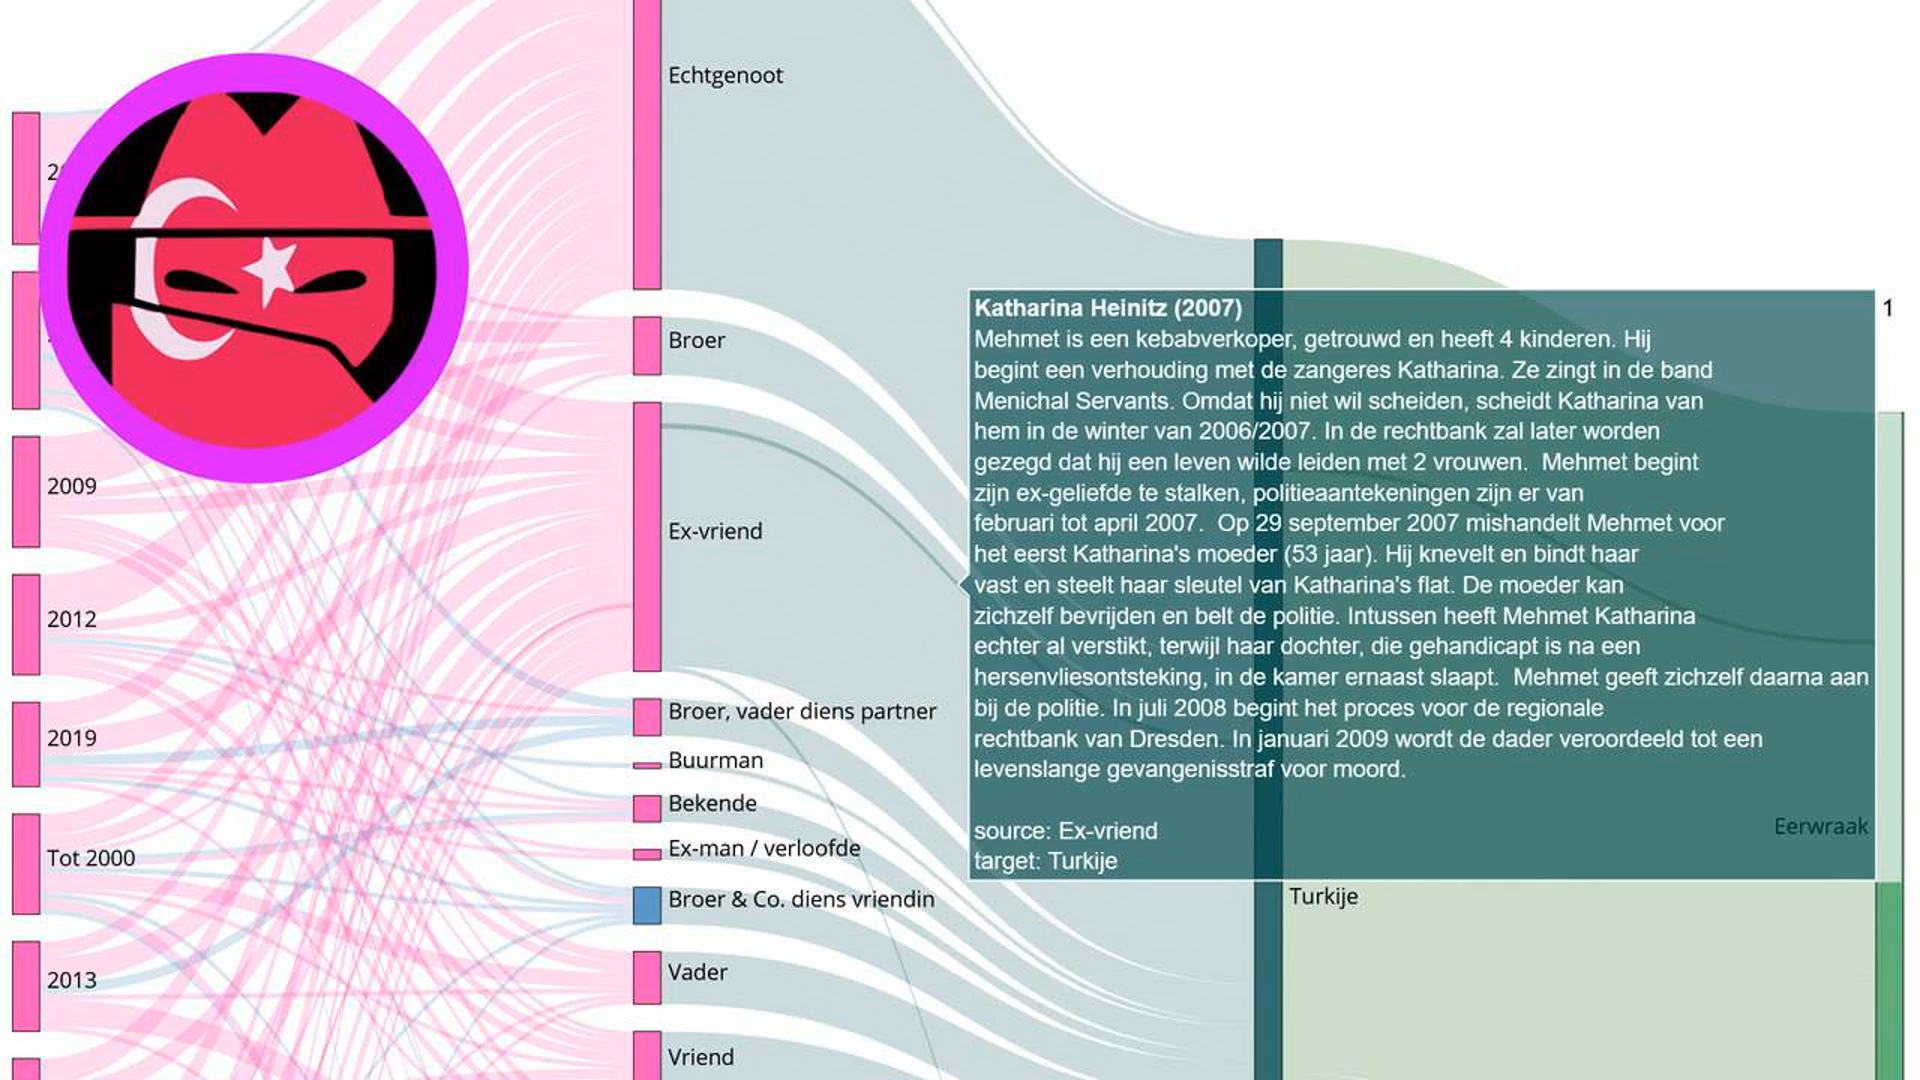 Echtgenoot
Broer
2009
Ex-vriend
2012
Broer, vader diens partner
2019
Buurman
Bekende
Ex-man / verloofde
Tot 2000
Broer & Co. diens vriendin
Vader
2013
Vriend
Katharina Heinitz (2007)
Mehmet is een kebabverkoper, getrouwd en heeft 4 kinderen. Hij
begint een verhouding met de zangeres Katharina. Ze zingt in de band
Menichal Servants. Omdat hij niet wil scheiden, scheidt Katharina van
hem in de winter van 2006/2007. In de rechtbank zal later worden
gezegd dat hij een leven wilde leiden met 2 vrouwen.  Mehmet begint
zijn ex-geliefde te stalken, politieaantekeningen zijn er van
februari tot april 2007.  Op 29 september 2007 mishandelt Mehmet voor
het eerst Katharina's moeder (53 jaar). Hij knevelt en bindt haar
vast en steelt haar sleutel van Katharina's flat. De moeder kan
zichzelf bevrijden en belt de politie. Intussen heeft Mehmet Katharina
echter al verstikt, terwijl haar dochter, die gehandicapt is na een
hersenvliesontsteking, in de kamer ernaast slaapt.  Mehmet geeft zichzelf daarna aan
bij de politie. In juli 2008 begint het proces voor de regionale
rechtbank van Dresden. In januari 2009 wordt de dader veroordeeld tot een
levenslange gevangenisstraf voor moord.
source: Ex-vriend
target: Turkije
1
Eerwraak
Turkije